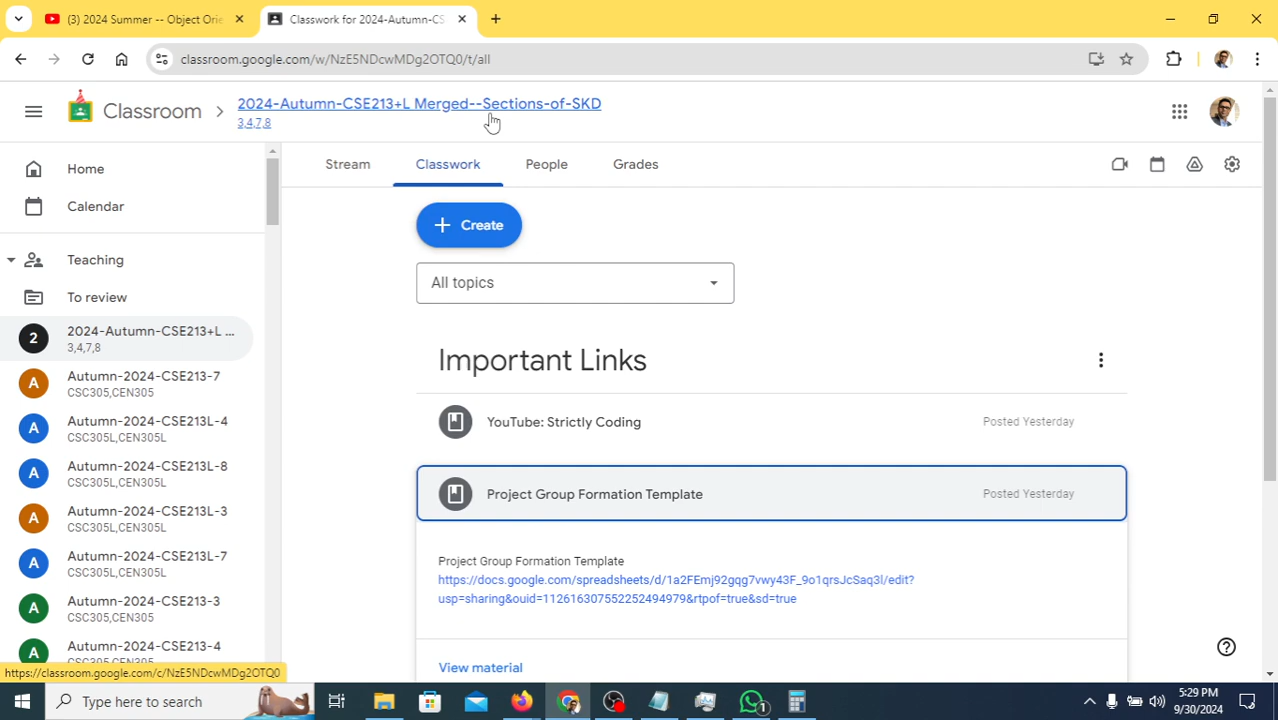 (3) 2024 Summer -- Object Orie
Classwork for 2024-Autumn-CS
classroom.google.com/w/NzE5NDcwMDg2OTQ0/t/all
Classroom
2024-Autumn-CSE213+L Merged--Sections-of-SKD
3,4,7,8
Home
Calendar
Teaching
To review
2
2024-Autumn-CSE213+L ...
3,4,7,8
A
Autumn-2024-CSE213-7
CSC305,CEN305
A
Autumn-2024-CSE213L-4
CSC305L,CEN305L
A
Autumn-2024-CSE213L-8
CSC305L,CEN305L
A
Autumn-2024-CSE213L-3
CSC305L,CEN305L
A
Autumn-2024-CSE213L-7
CSC305L,CEN305L
A
Autumn-2024-CSE213-3
CSC305,CEN305
A
Autumn-2024-CSE213-4
Stream
Classwork
People
Grades
Create
All topics
Important Links
YouTube: Strictly Coding
Posted Yesterday
Project Group Formation Template
Posted Yesterday
Project Group Formation Template
https://docs.google.com/spreadsheets/d/1a2FEmj92gqg7vwy43F_9o1qrsJcSaq3l/edit?
usp=sharing&ouid=112616307552252494979&rtpof=true&sd=true
View material
https://classroom.google.com/c/NzE5NDcwMDg2OTQ0
Type here to search
1
5:29 PM
9/30/2024